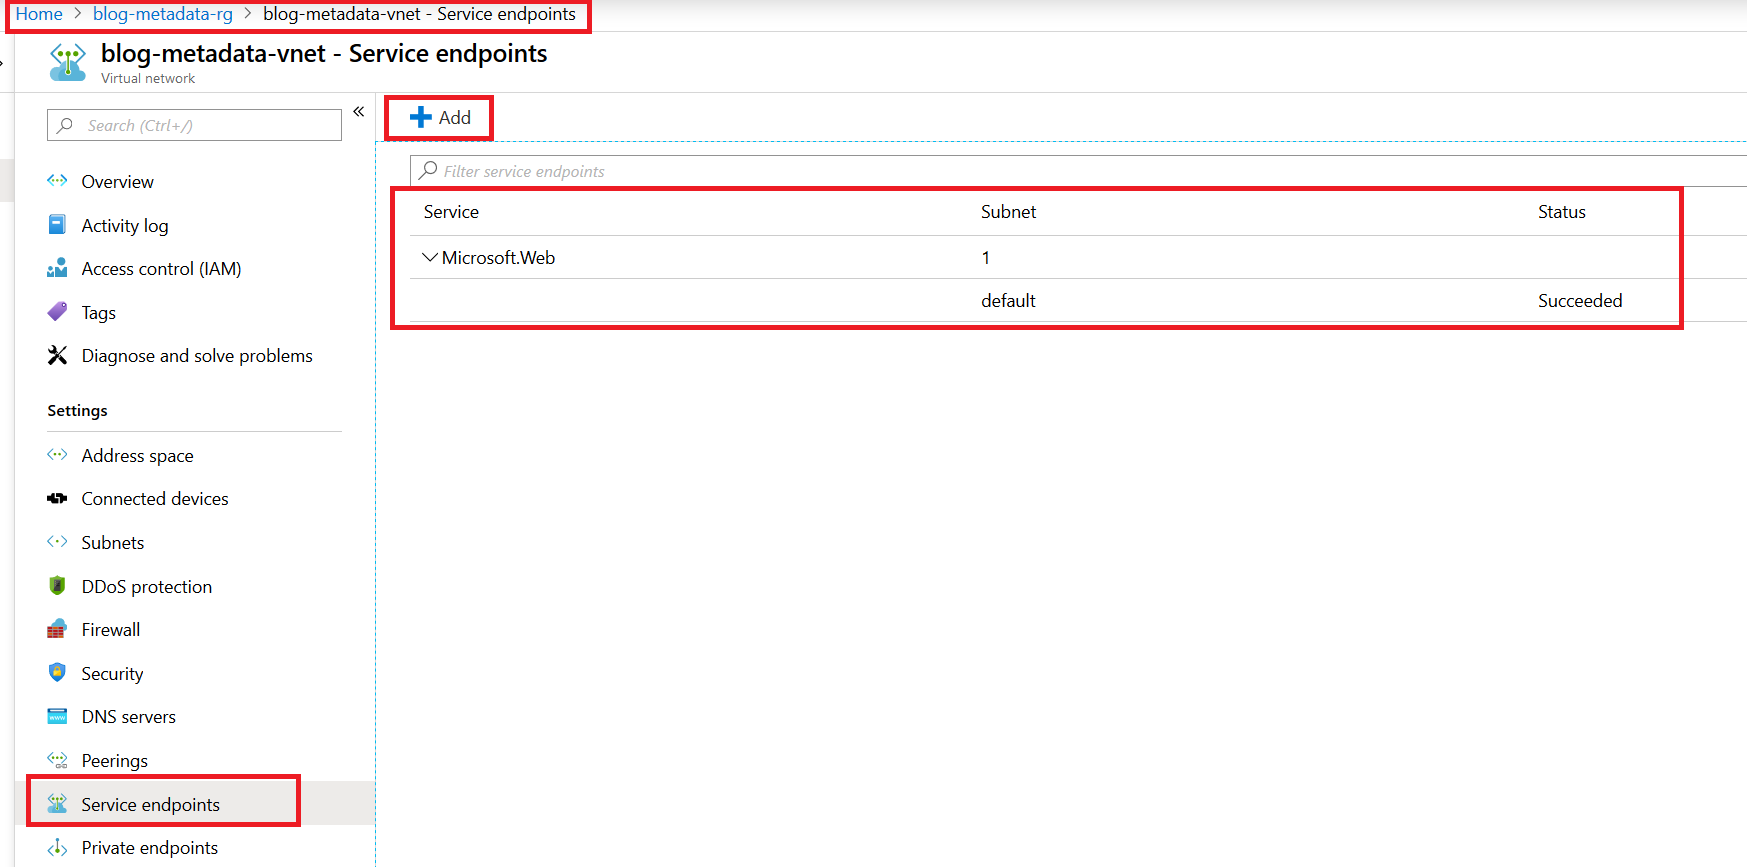 Home > blog-metadata-rg > blog-metadata-vnet - Service endpoints
blog-metadata-vnet - Service endpoints
Virtual network
Search (Ctrl+/)
Overview
Activity log
Access control (IAM)
Tags
Diagnose and solve problems
Settings
Address space
Connected devices
Subnets
DDoS protection
Firewall
Security
DNS servers
Peerings
Service endpoints
Private endpoints
Add
Filter service endpoints
Service Subnet Status
Microsoft.Web 1
default Succeeded